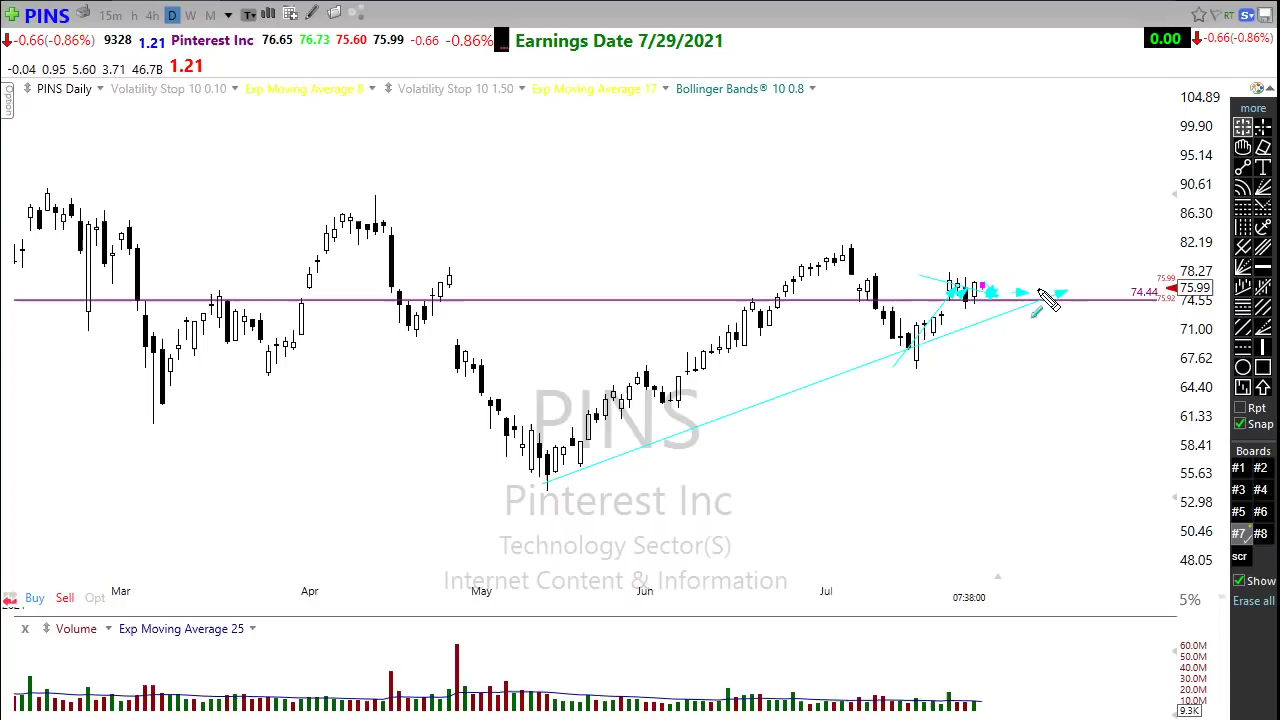 PINS 15m h 4h D W M T RT S
-0.66(-0.86%) 9328 1.21 Pinterest Inc 76.65 76.73 75.60 75.99 -0.66 -0.86% Earnings Date 7/29/2021 0.00 -0.66(-0.86%)
-0.04 0.95 5.60 3.71 46.7B 1.21
Option
PINS Daily Volatility Stop 10 0.10 Exp Moving Average 8 Volatility Stop 10 1.50 Exp Moving Average 17 Bollinger Bands® 10 0.8
104.89
99.90
95.14
90.61
86.30
82.19
78.27
75.99
75.99
74.44
75.92
74.55
71.00
67.62
64.40
61.33
58.41
55.63
52.98
50.46
48.05
5%
PINS
Pinterest Inc
Technology Sector(S)
Internet Content & Information
Mar Apr May Jun Jul 07:38:00
Buy Sell Opt
X Volume Exp Moving Average 25
60.0M
50.0M
40.0M
30.0M
20.0M
10.0M
9.3K
more
T
Rpt
Snap
Boards
#1 #2
#3 #4
#5 #6
#7 #8
scr
Show
Erase all